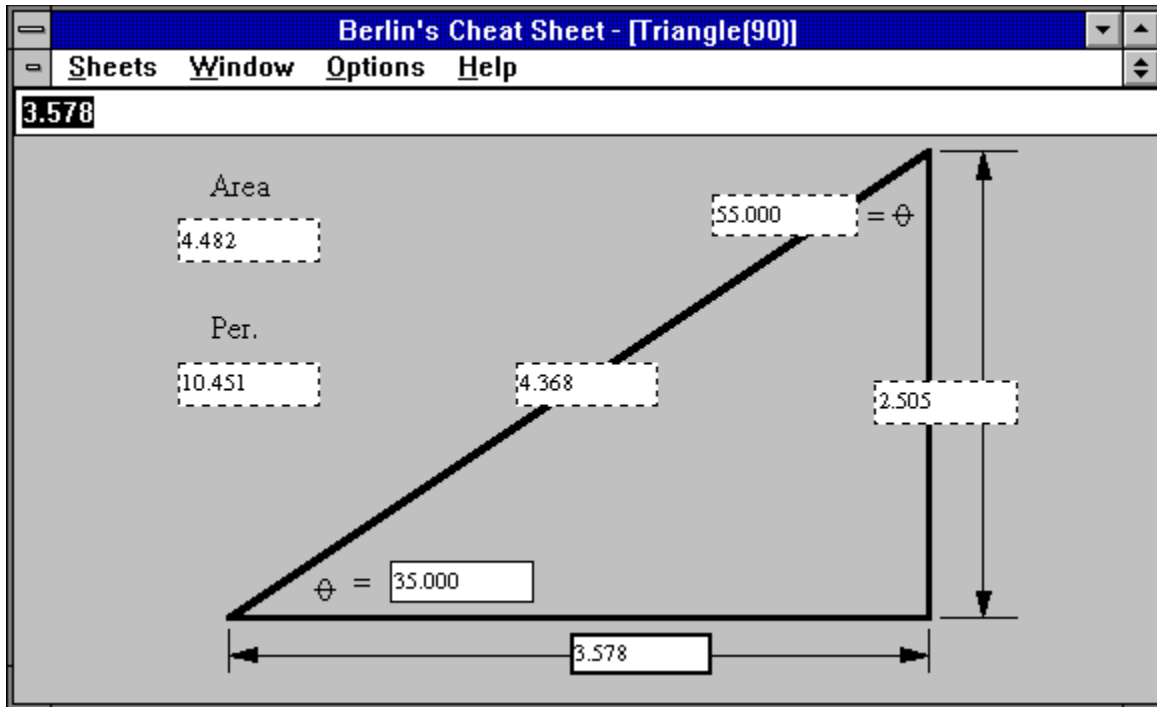 Berlin's Cheat Sheet - [Triangle(90)]
Sheets Window Options Help
3.578
Area
4.482
55.000 = θ
Per.
10.451
4.368
2.505
θ = 35.000
3.578